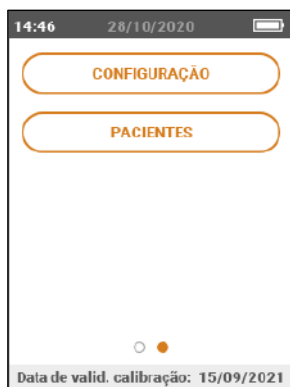 14:46 28/10/2020
CONFIGURAÇÃO
PACIENTES
Data de valid. calibração: 15/09/2021